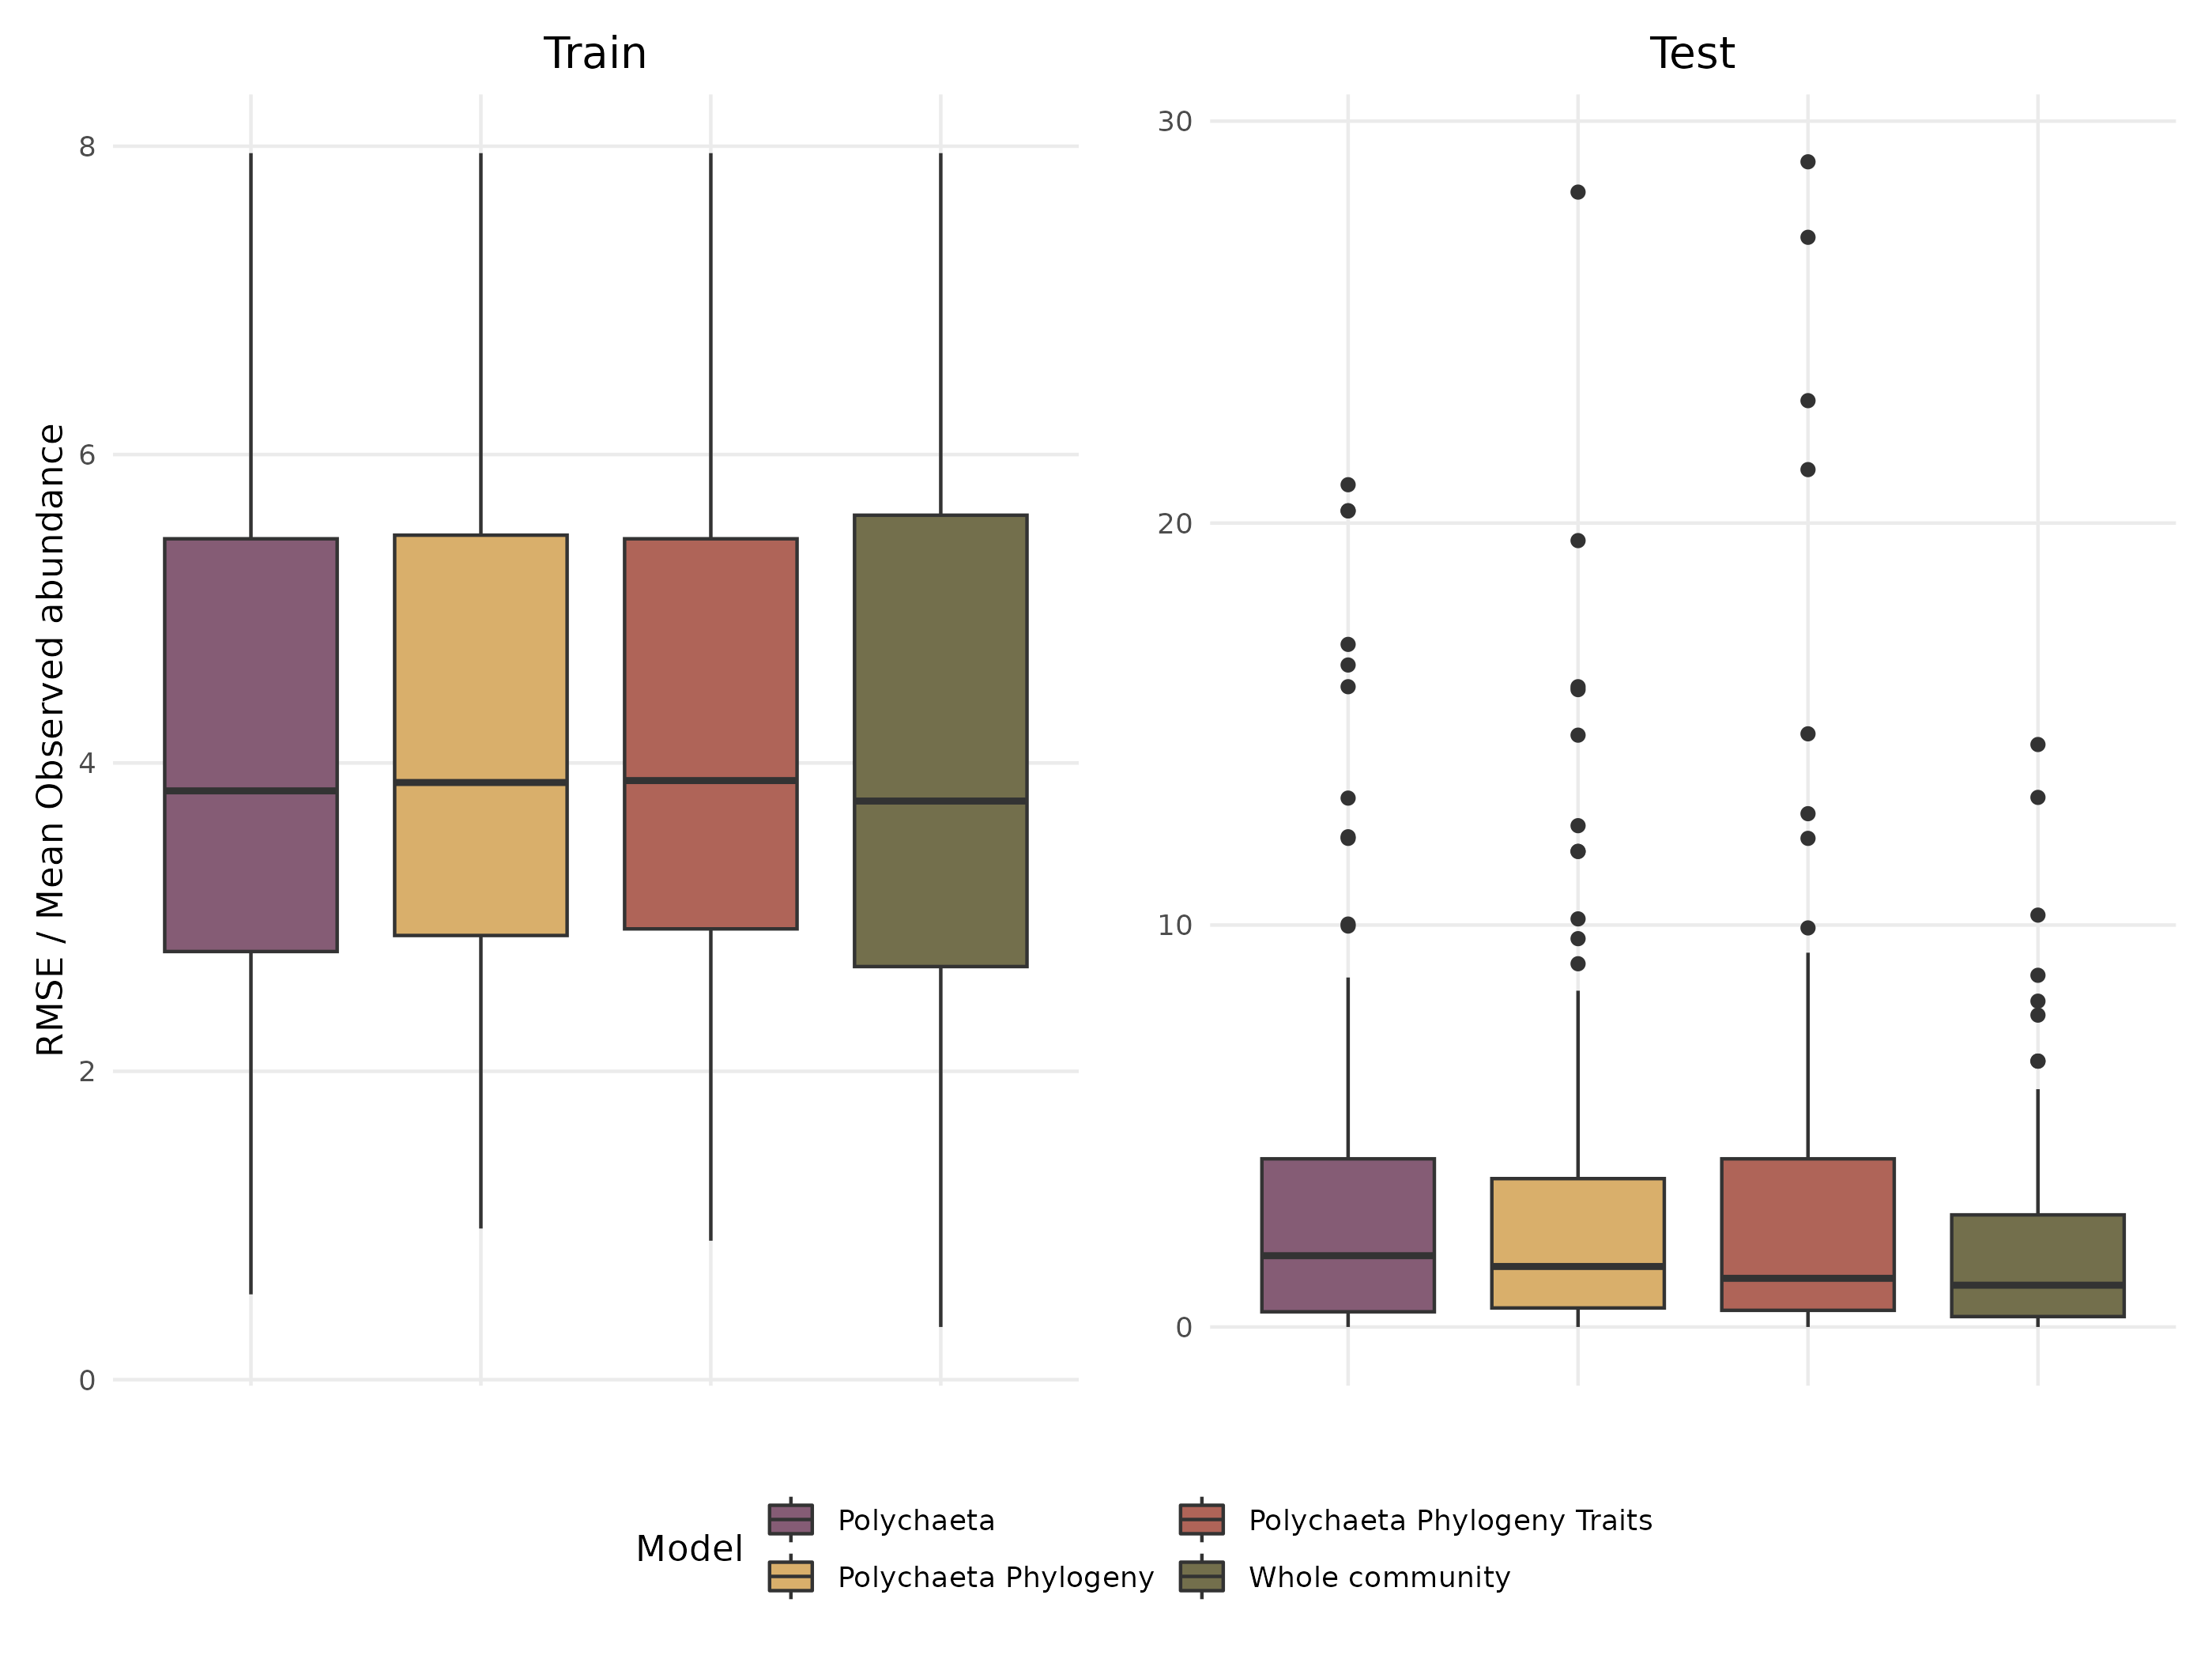 Train
Test
RMSE / Mean Observed abundance
8
6
4
2
0
30
20
10
0
Model
Polychaeta
Polychaeta Phylogeny
Polychaeta Phylogeny Traits
Whole community